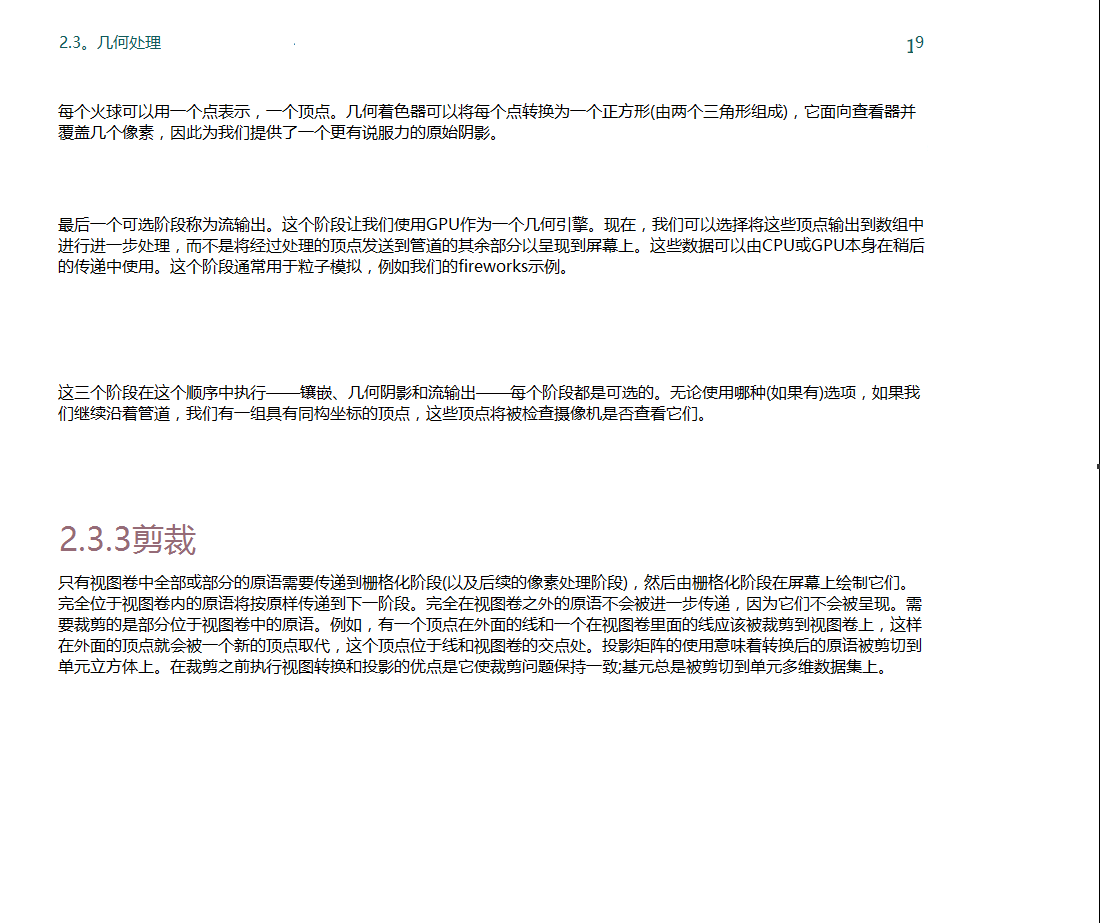 2.3。几何处理
19
每个火球可以用一个点表示，一个顶点。几何着色器可以将每个点转换为一个正方形(由两个三角形组成)，它面向查看器并
覆盖几个像素，因此为我们提供了一个更有说服力的原始阴影。
最后一个可选阶段称为流输出。这个阶段让我们使用GPU作为一个几何引擎。现在，我们可以选择将这些顶点输出到数组中
进行进一步处理，而不是将经过处理的顶点发送到管道的其余部分以呈现到屏幕上。这些数据可以由CPU或GPU本身在稍后
的传递中使用。这个阶段通常用于粒子模拟，例如我们的fireworks示例。
这三个阶段在这个顺序中执行——镶嵌、几何阴影和流输出——每个阶段都是可选的。无论使用哪种(如果有)选项，如果我
们继续沿着管道，我们有一组具有同构坐标的顶点，这些顶点将被检查摄像机是否查看它们。
2.3.3剪裁
只有视图卷中全部或部分的原语需要传递到栅格化阶段(以及后续的像素处理阶段)，然后由栅格化阶段在屏幕上绘制它们。
完全位于视图卷内的原语将按原样传递到下一阶段。完全在视图卷之外的原语不会被进一步传递，因为它们不会被呈现。需
要裁剪的是部分位于视图卷中的原语。例如，有一个顶点在外面的线和一个在视图卷里面的线应该被裁剪到视图卷上，这样
在外面的顶点就会被一个新的顶点取代，这个顶点位于线和视图卷的交点处。投影矩阵的使用意味着转换后的原语被剪切到
单元立方体上。在裁剪之前执行视图转换和投影的优点是它使裁剪问题保持一致;基元总是被剪切到单元多维数据集上。